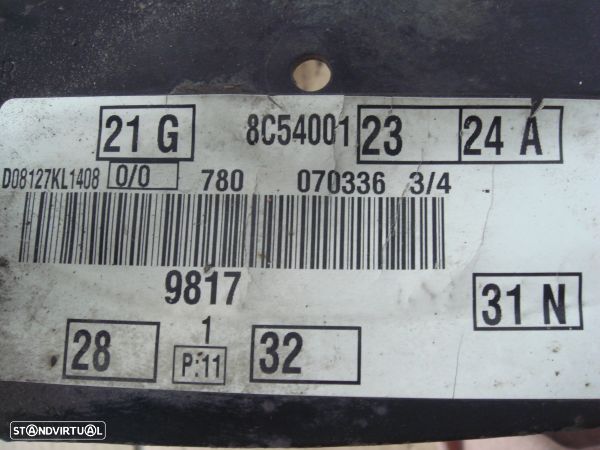 21 G 8C54001 23 24 A
D08127KL1408 0/0 780 070336 3/4
9817
31 N
1
28 P:11 32
STANDVIRTUAL